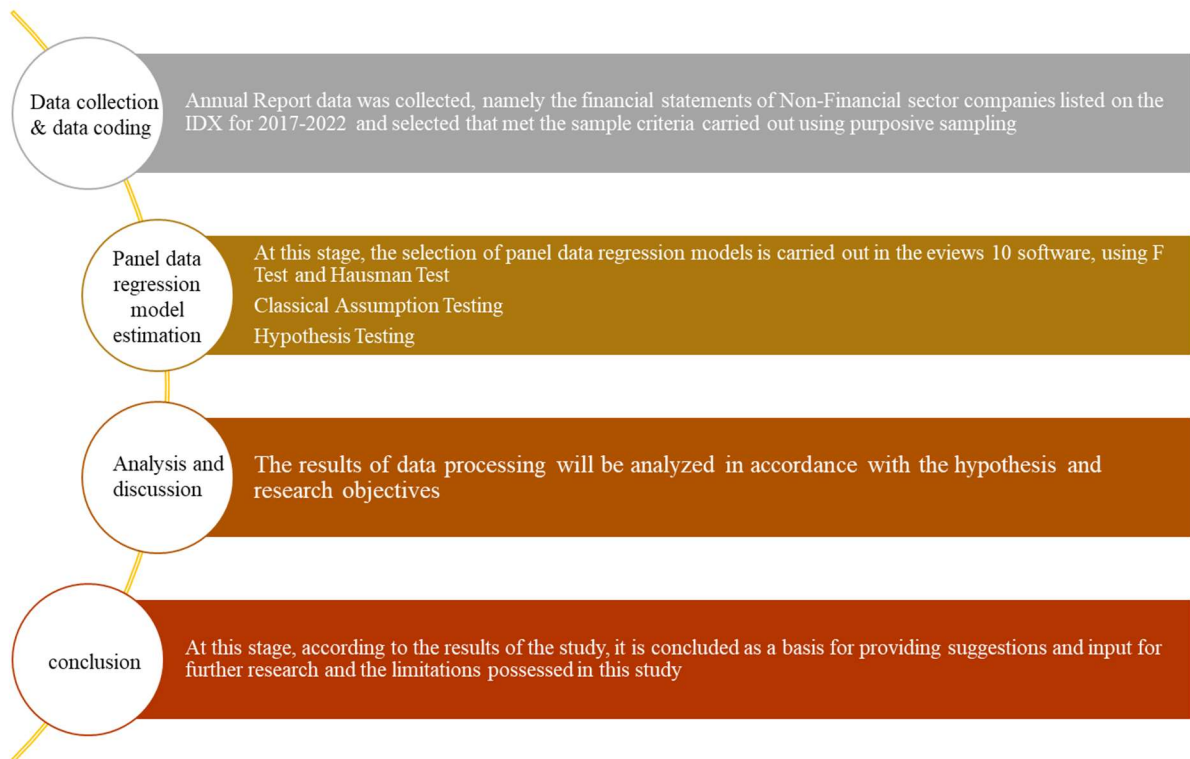 Data collection
& data coding
Annual Report data was collected, namely the financial statements of Non-Financial sector companies listed on the
IDX for 2017-2022 and selected that met the sample criteria carried out using purposive sampling
Panel data
regression
model
estimation
At this stage, the selection of panel data regression models is carried out in the eviews 10 software, using F
Test and Hausman Test
Classical Assumption Testing
Hypothesis Testing
Analysis and
discussion
The results of data processing will be analyzed in accordance with the hypothesis and
research objectives
conclusion
At this stage, according to the results of the study, it is concluded as a basis for providing suggestions and input for
further research and the limitations possessed in this study